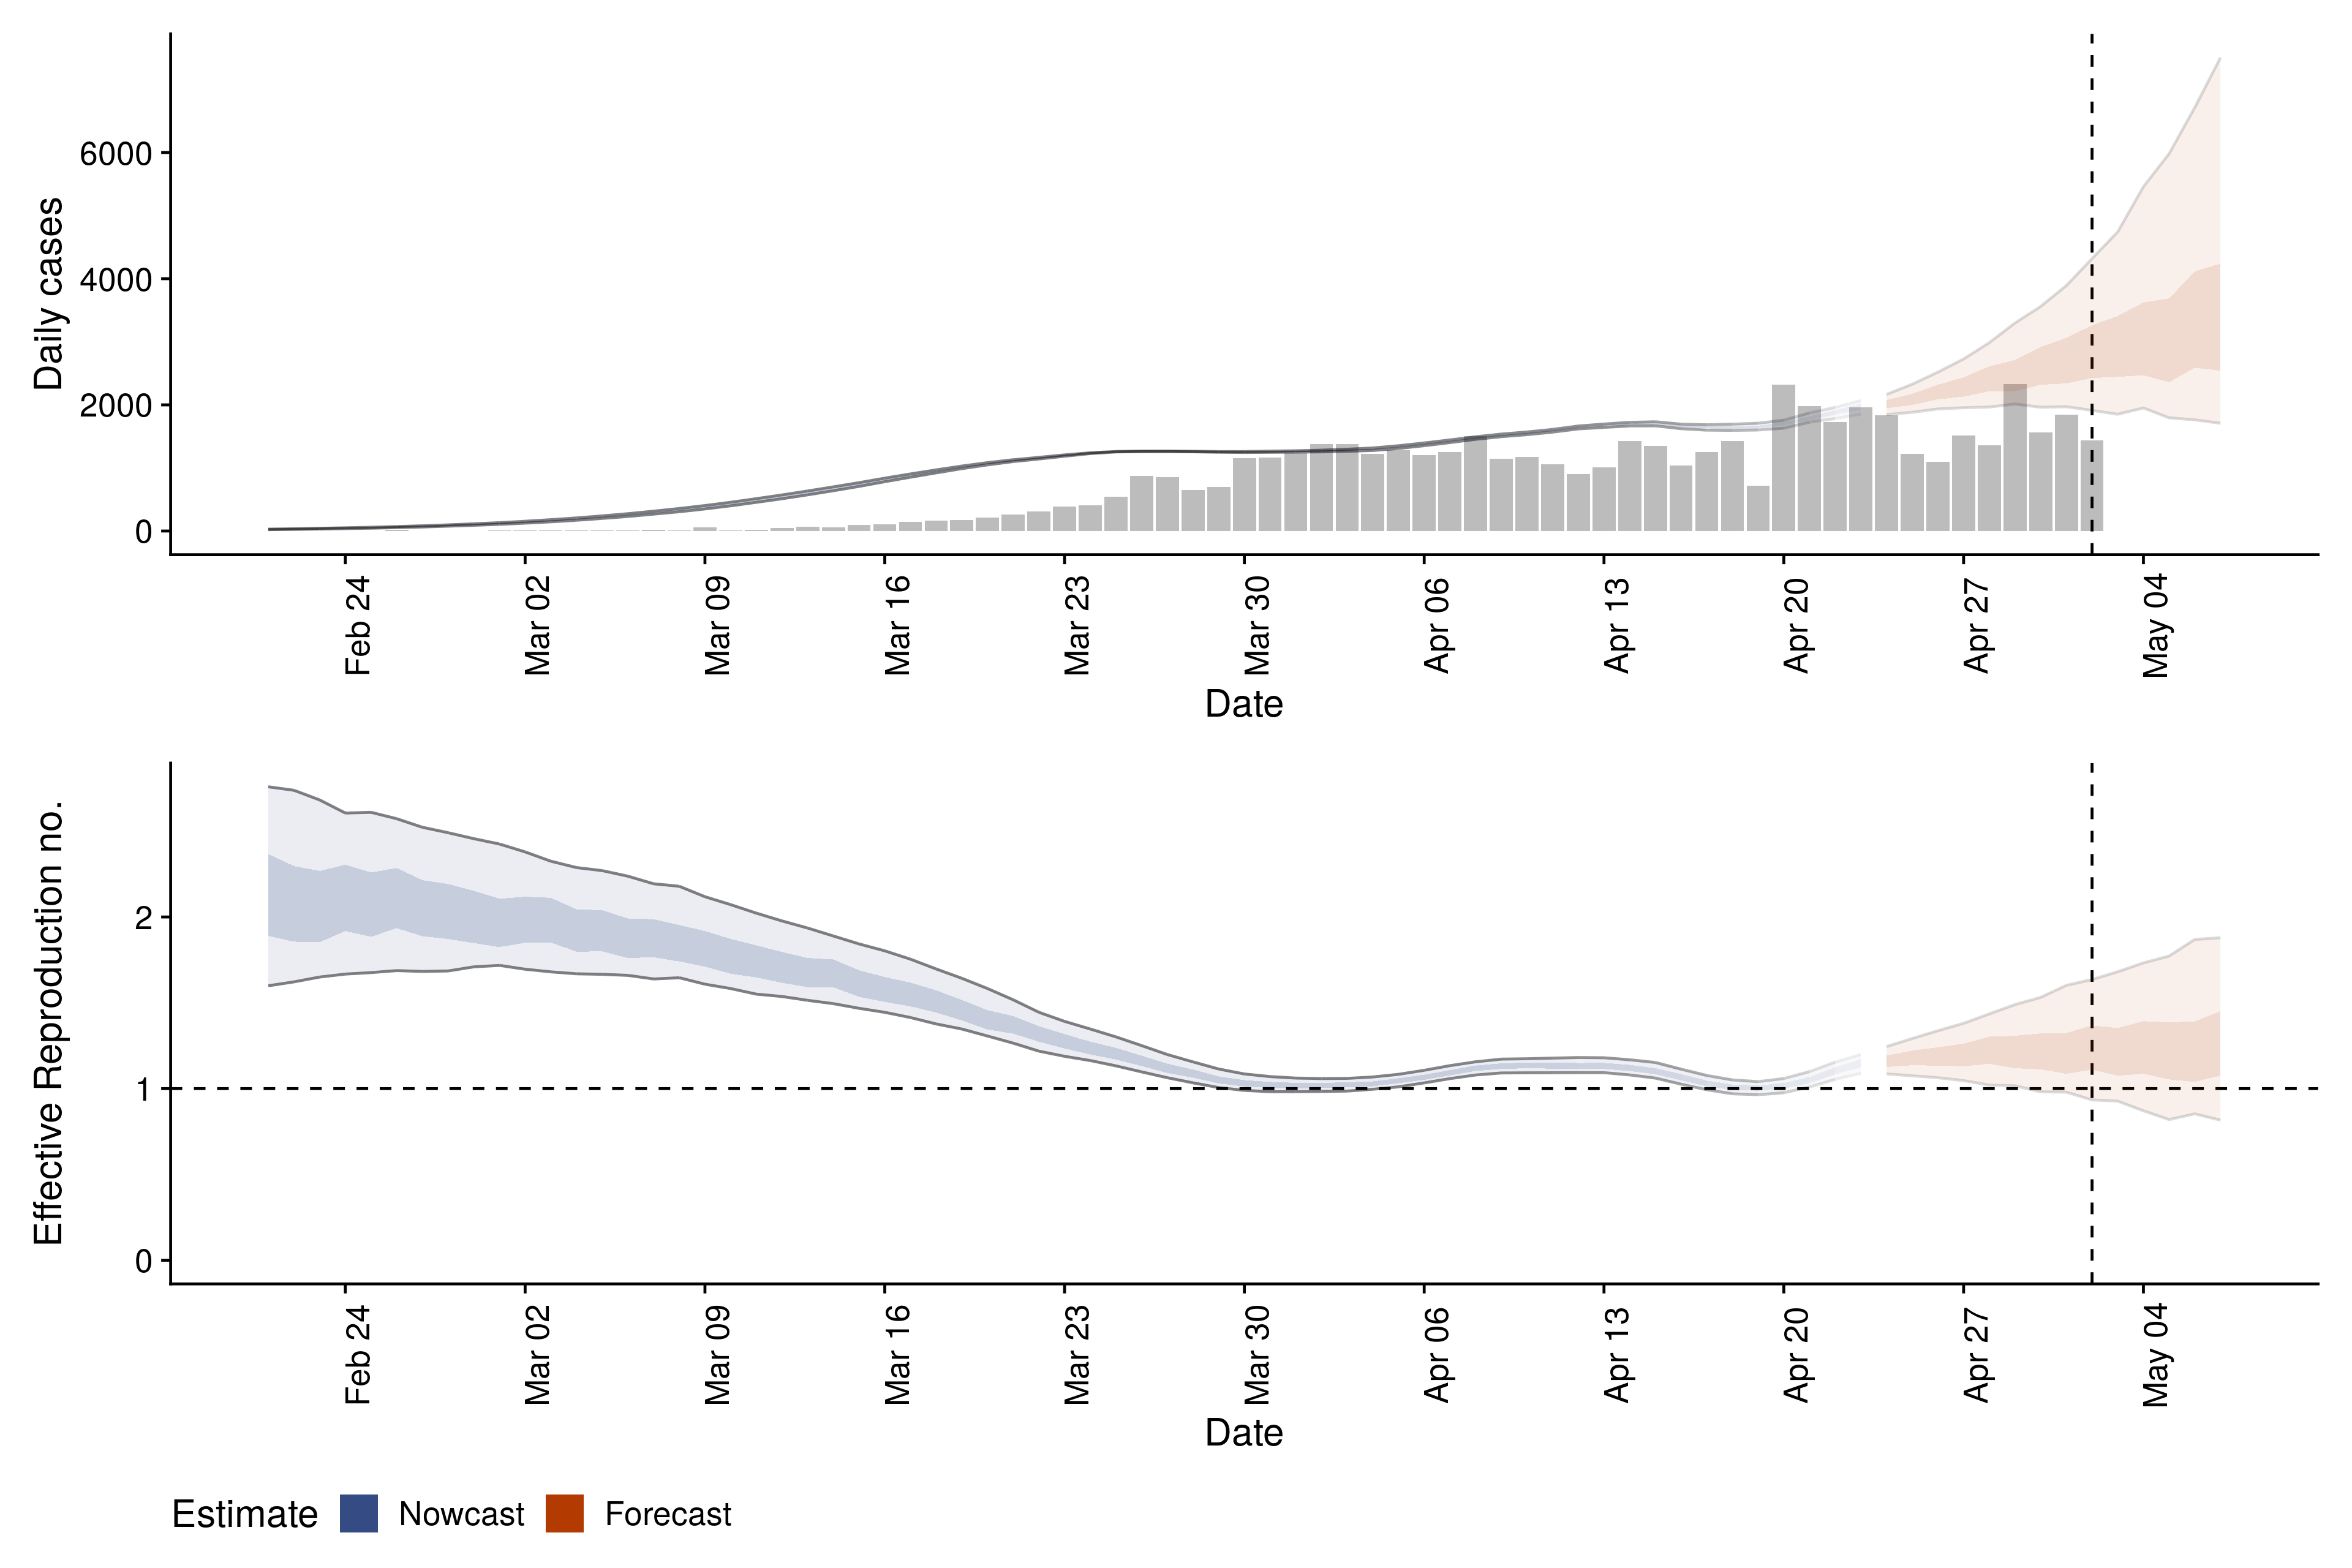 Daily cases
6000
4000
2000
0
Feb 24
Mar 02
Mar 09
Mar 16
Mar 23
Mar 30
Apr 06
Apr 13
Apr 20
Apr 27
May 04
Date
Effective Reproduction no.
2
1
0
Feb 24
Mar 02
Mar 09
Mar 16
Mar 23
Mar 30
Apr 06
Apr 13
Apr 20
Apr 27
May 04
Date
Estimate Nowcast Forecast